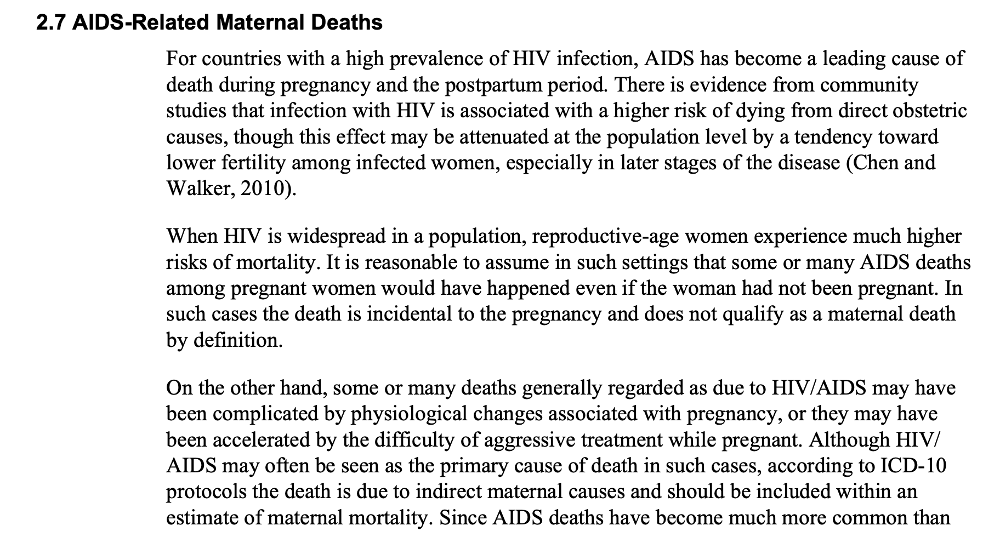 2.7 AIDS-Related Maternal Deaths
For countries with a high prevalence of HIV infection, AIDS has become a leading cause of
death during pregnancy and the postpartum period. There is evidence from community
studies that infection with HIV is associated with a higher risk of dying from direct obstetric
causes, though this effect may be attenuated at the population level by a tendency toward
lower fertility among infected women, especially in later stages of the disease (Chen and
Walker, 2010).
When HIV is widespread in a population, reproductive-age women experience much higher
risks of mortality. It is reasonable to assume in such settings that some or many AIDS deaths
among pregnant women would have happened even if the woman had not been pregnant. In
such cases the death is incidental to the pregnancy and does not qualify as a maternal death
by definition.
On the other hand, some or many deaths generally regarded as due to HIV/AIDS may have
been complicated by physiological changes associated with pregnancy, or they may have
been accelerated by the difficulty of aggressive treatment while pregnant. Although HIV/
AIDS may often be seen as the primary cause of death in such cases, according to ICD-10
protocols the death is due to indirect maternal causes and should be included within an
estimate of maternal mortality. Since AIDS deaths have become much more common than